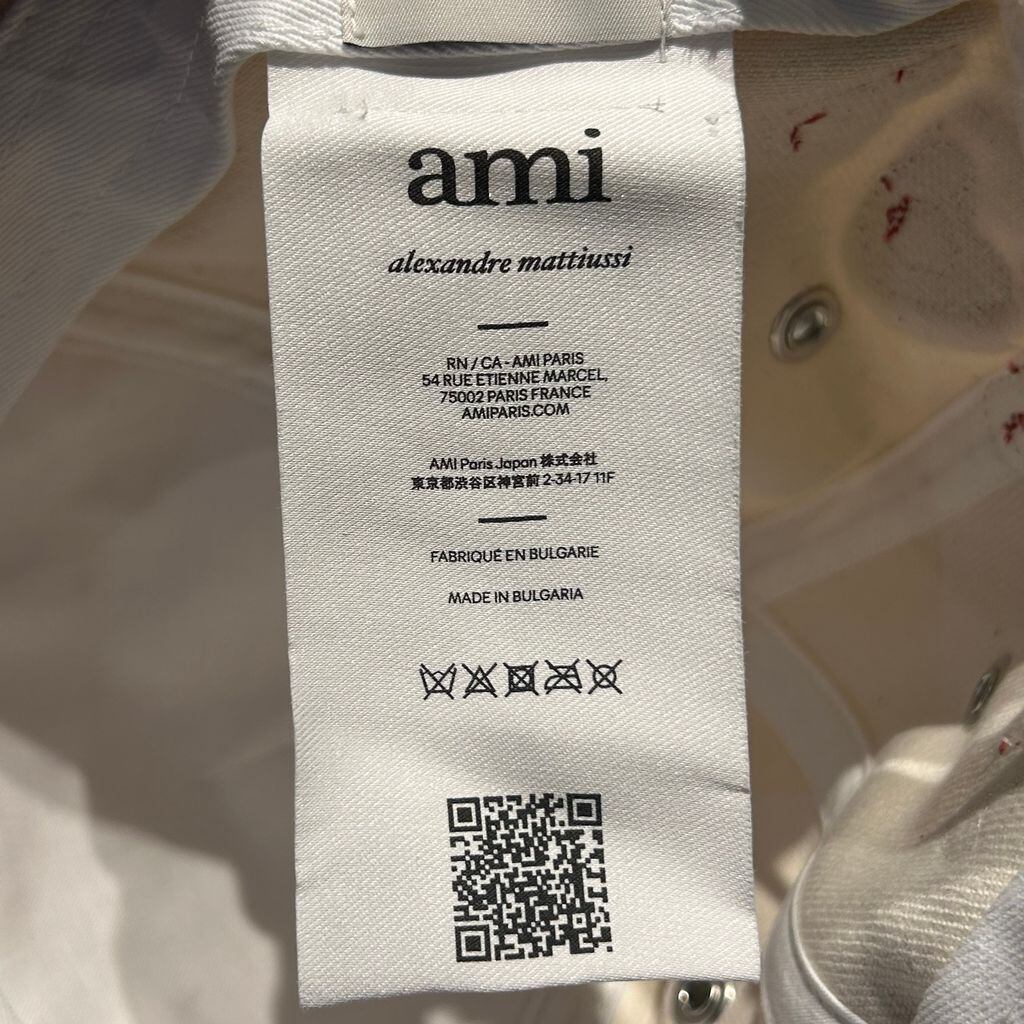 ami
alexandre mattiussi
RN / CA - AMI PARIS
54 RUE ETIENNE MARCEL,
75002 PARIS FRANCE
AMIPARIS.COM
AMI Paris Japan 株式会社
東京都渋谷区神宮前 2-34-17 11F
FABRIQUÉ EN BULGARIE
MADE IN BULGARIA